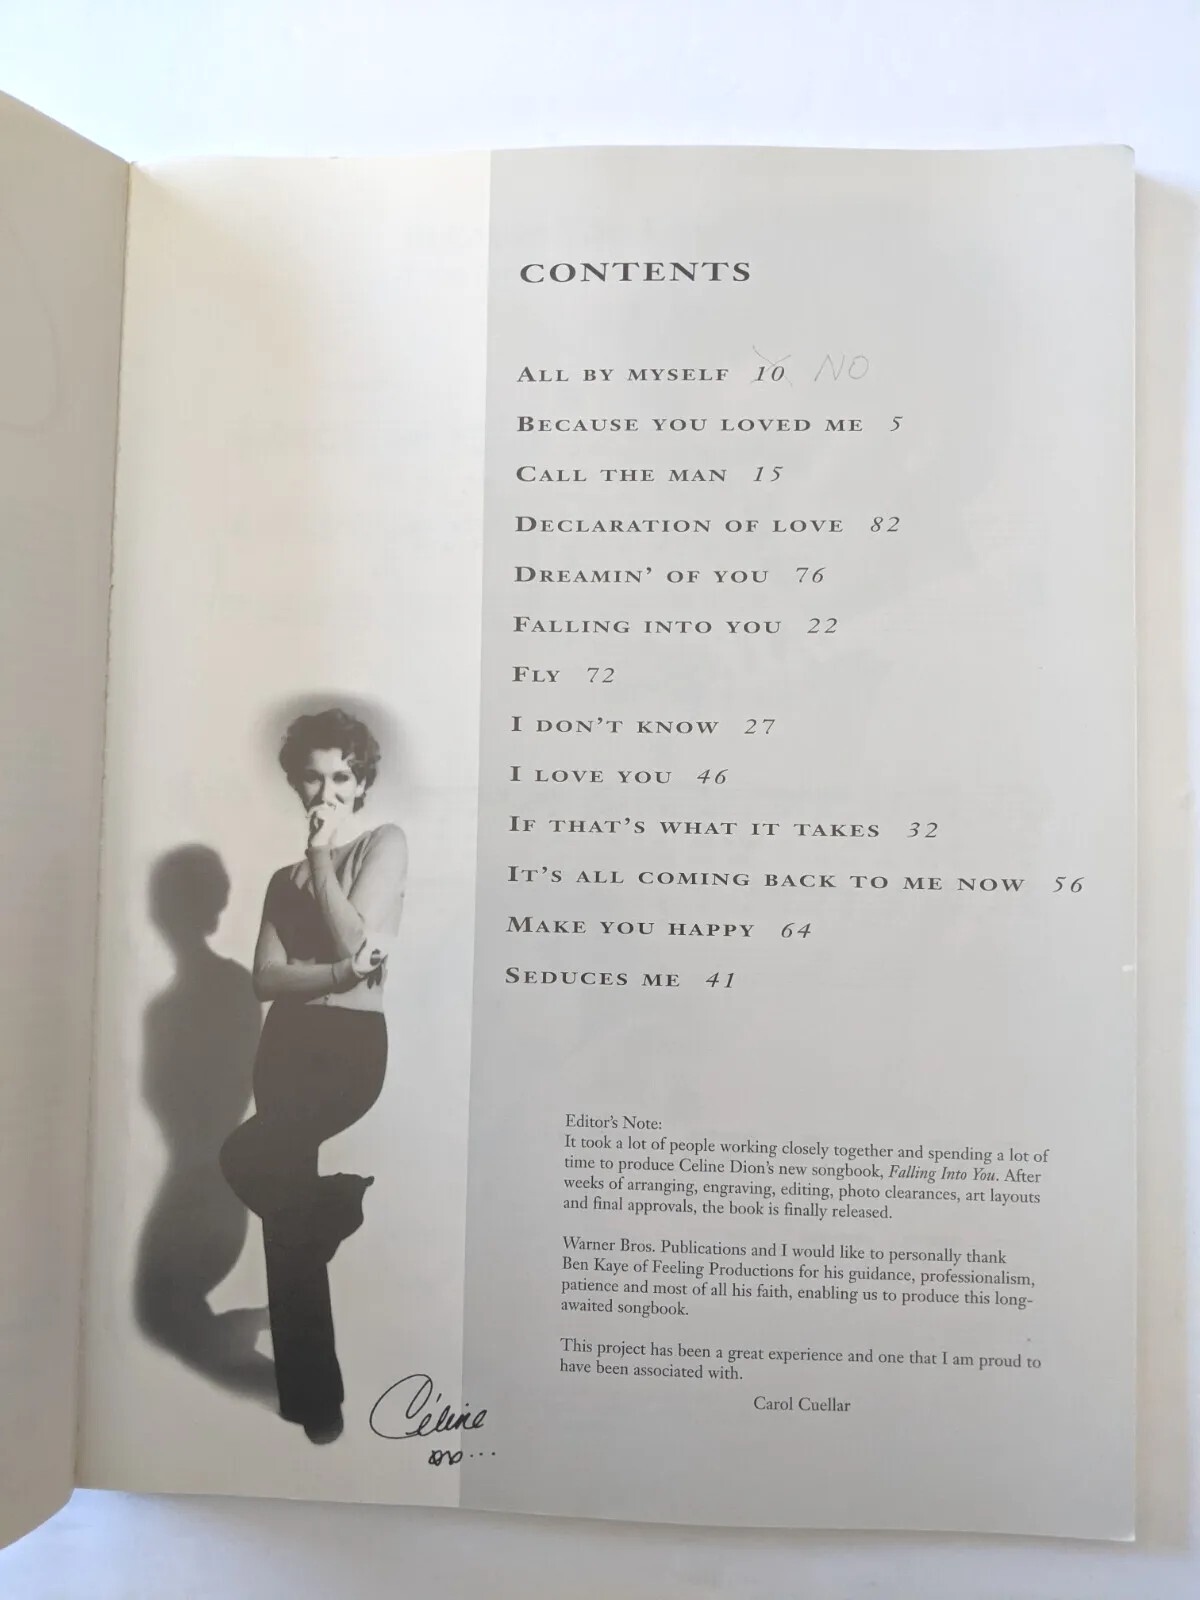 CONTENTS
ALL BY MYSELF 10 NO
BECAUSE YOU LOVED ME 5
CALL THE MAN 15
DECLARATION OF LOVE 82
DREAMIN' OF YOU 76
FALLING INTO YOU 22
FLY 72
I DON'T KNOW 27
I LOVE YOU 46
IF THAT'S WHAT IT TAKES 32
IT'S ALL COMING BACK TO ME NOW 56
MAKE YOU HAPPY 64
SEDUCES ME 41
Editor's Note:
It took a lot of people working closely together and spending a lot of
time to produce Celine Dion's new songbook, Falling Into You. After
weeks of arranging, engraving, editing, photo clearances, art layouts
and final approvals, the book is finally released.
Warner Bros. Publications and I would like to personally thank
Ben Kaye of Feeling Productions for his guidance, professionalism,
patience and most of all his faith, enabling us to produce this long-
awaited songbook.
This project has been a great experience and one that I am proud to
have been associated with.
Carol Cuellar
Céline